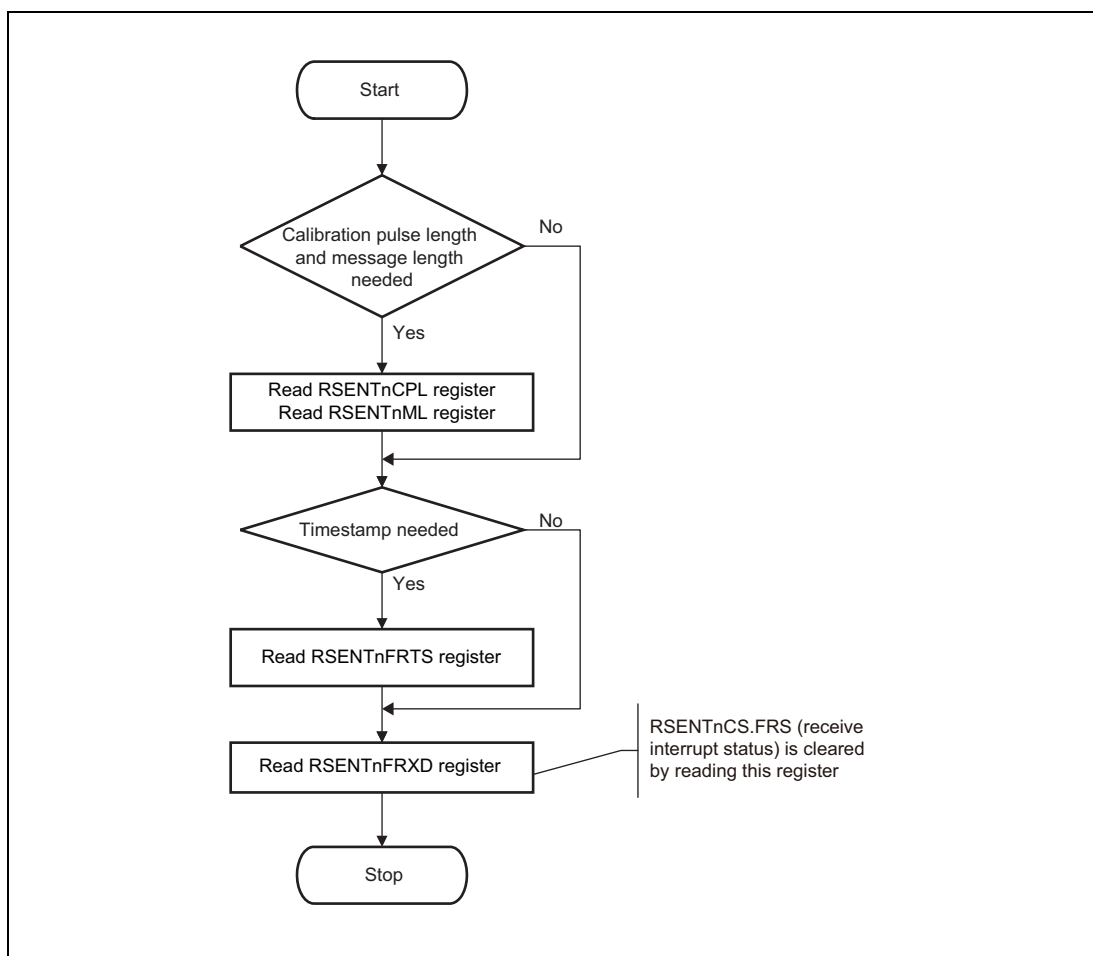 Start
Calibration pulse length
and message length
needed
No
Yes
Read RSENTnCPL register
Read RSENTnML register
Timestamp needed
No
Yes
Read RSENTnFRTS register
Read RSENTnFRXD register
RSENTnCS.FRS (receive
interrupt status) is cleared
by reading this register
Stop